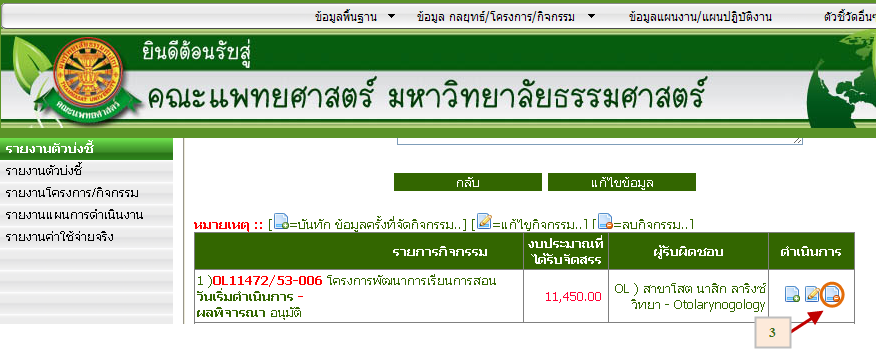 ข้อมูลพื้นฐาน ข้อมูล กลยุทธ์/โครงการ/กิจกรรม ข้อมูลแผนงาน/แผนปฏิบัติงาน ตัวชี้วัดอื่นๆ
ยินดีต้อนรับสู่
คณะแพทยศาสตร์ มหาวิทยาลัยธรรมศาสตร์
รายงานตัวบ่งชี้
รายงานตัวบ่งชี้
รายงานโครงการ/กิจกรรม
รายงานแผนการดำเนินงาน
รายงานค่าใช้จ่ายจริง
กลับ แก้ไขข้อมูล
หมายเหตุ :: [ =บันทึก ข้อมูลครั้งที่จัดกิจกรรม..] [ =แก้ไขกิจกรรม..] [ =ลบกิจกรรม..]
รายการกิจกรรม งบประมาณที่ได้รับจัดสรร ผู้รับผิดชอบ ดำเนินการ
1 )OL11472/53-006 โครงการพัฒนาการเรียนการสอน
วันเริ่มดำเนินการ -
ผลพิจารณา อนุมัติ
11,450.00
OL ) สาขาโสต นาสิก ลาริงซ์
วิทยา - Otolarynogology
3